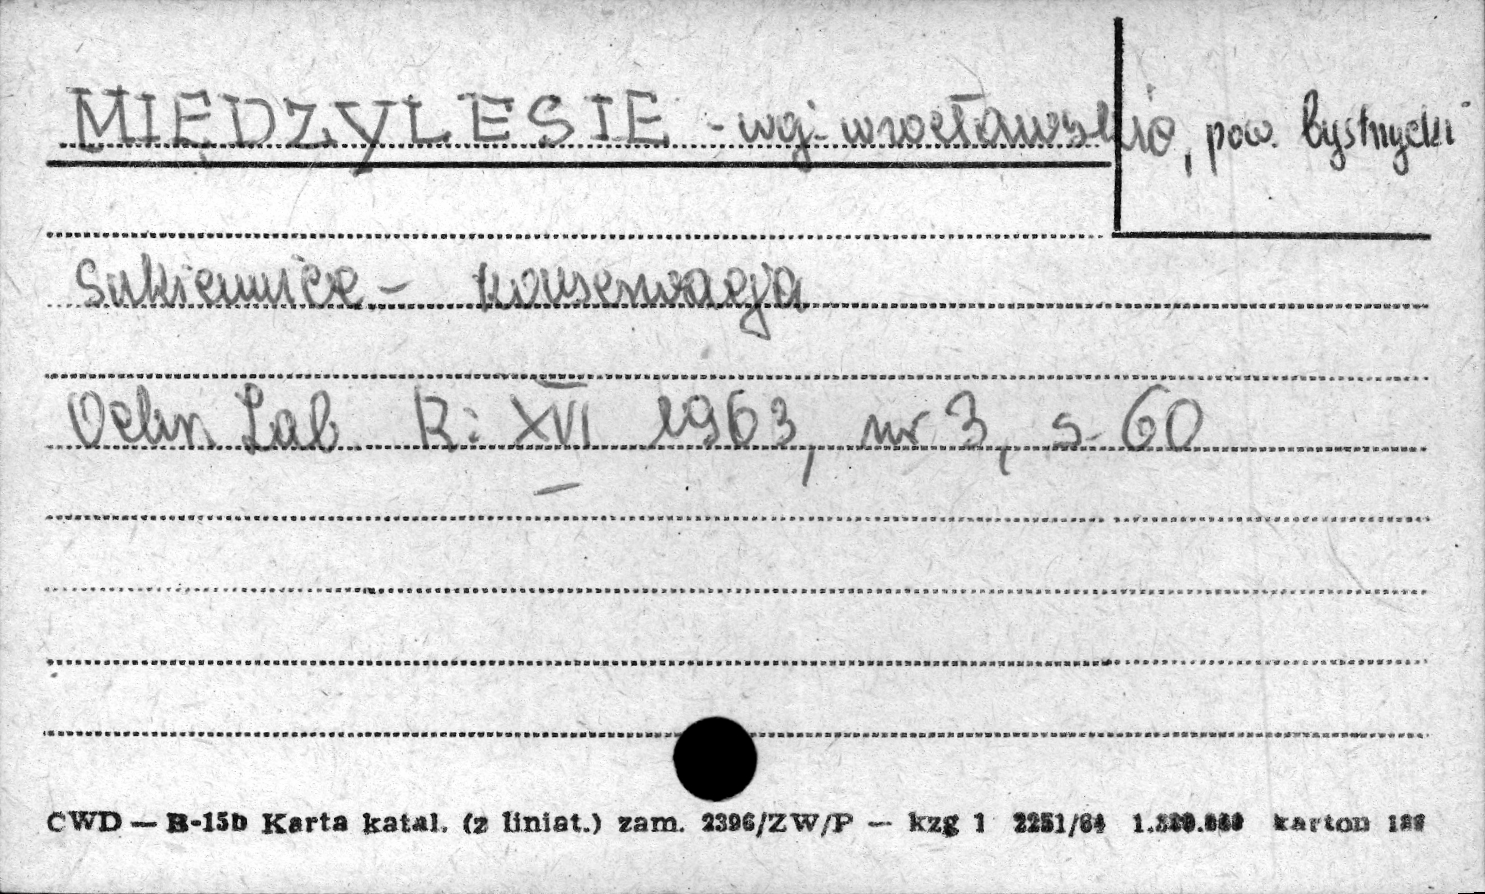 MIĘDZYLESIE - woj. wrocławskie, pow. bystrzycki
Sukiennice - konserwacja
Ochr. Zab. R: XVI 1963, nr 3, s. 60
CWD — B-15b Karta katal. (z liniat.) zam. 2396/ZW/P — kzg 1 2251/64 karton